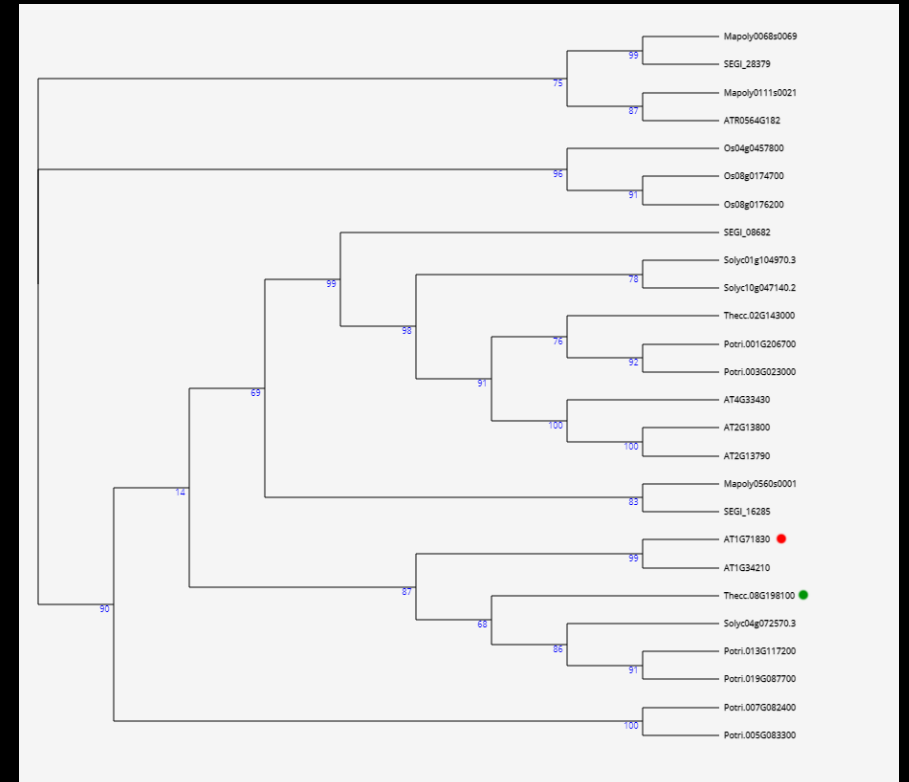 Mapoly0068s0069
99
SEGI_28379
75
Mapoly0111s0021
87
ATR0564G182
Os04g0457800
96
Os08g0174700
91
Os08g0176200
SEGI_08682
Solyc01g104970.3
78
99
Solyc10g047140.2
Thecc.02G143000
98
76
Potri.001G206700
92
Potri.003G023000
91
69
AT4G33430
100
AT2G13800
100
AT2G13790
Mapoly0560s0001
14
83
SEGI_16285
AT1G71830
99
AT1G34210
87
Thecc.08G198100
90
68
Solyc04g072570.3
86
Potri.013G117200
91
Potri.019G087700
Potri.007G082400
100
Potri.005G083300